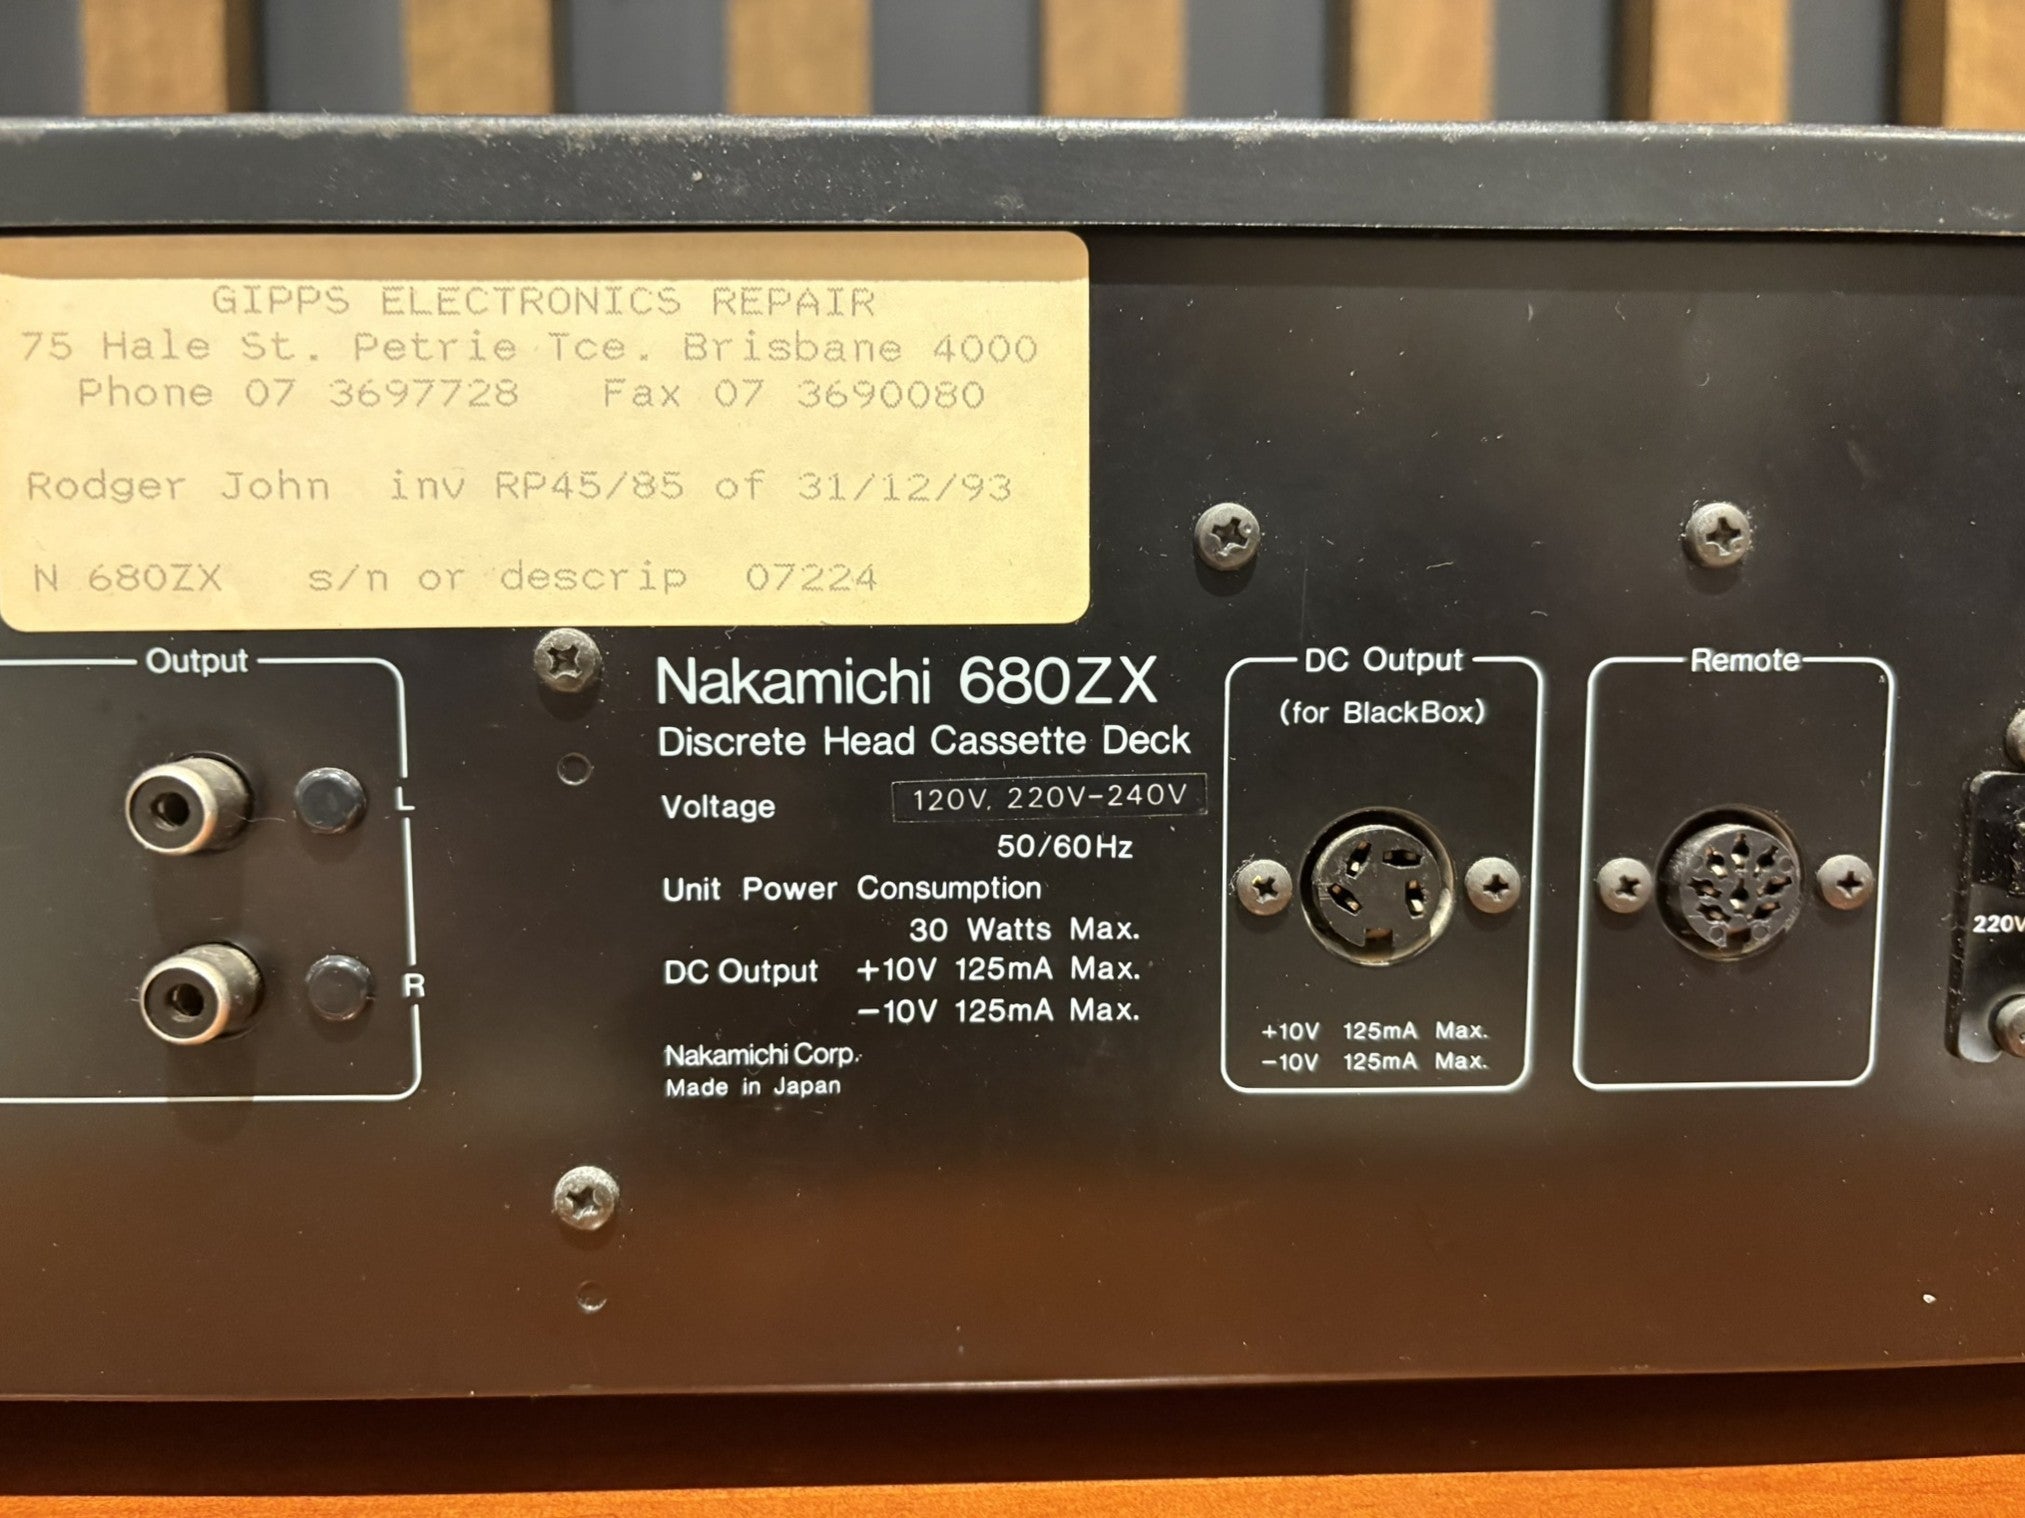 GIPPS ELECTRONICS REPAIR
75 Hale St. Petrie Tce. Brisbane 4000
Phone 07 3697728 Fax 07 3690080
Rodger John inv RP45/85 of 31/12/93
N 680ZX s/n or descrip 07224
Output
L
R
Nakamichi 680ZX
Discrete Head Cassette Deck
Voltage 120V, 220V-240V
50/60Hz
Unit Power Consumption
30 Watts Max.
DC Output +10V 125mA Max.
-10V 125mA Max.
Nakamichi Corp.
Made in Japan
DC Output
(for BlackBox)
+10V 125mA Max.
-10V 125mA Max.
Remote
220V